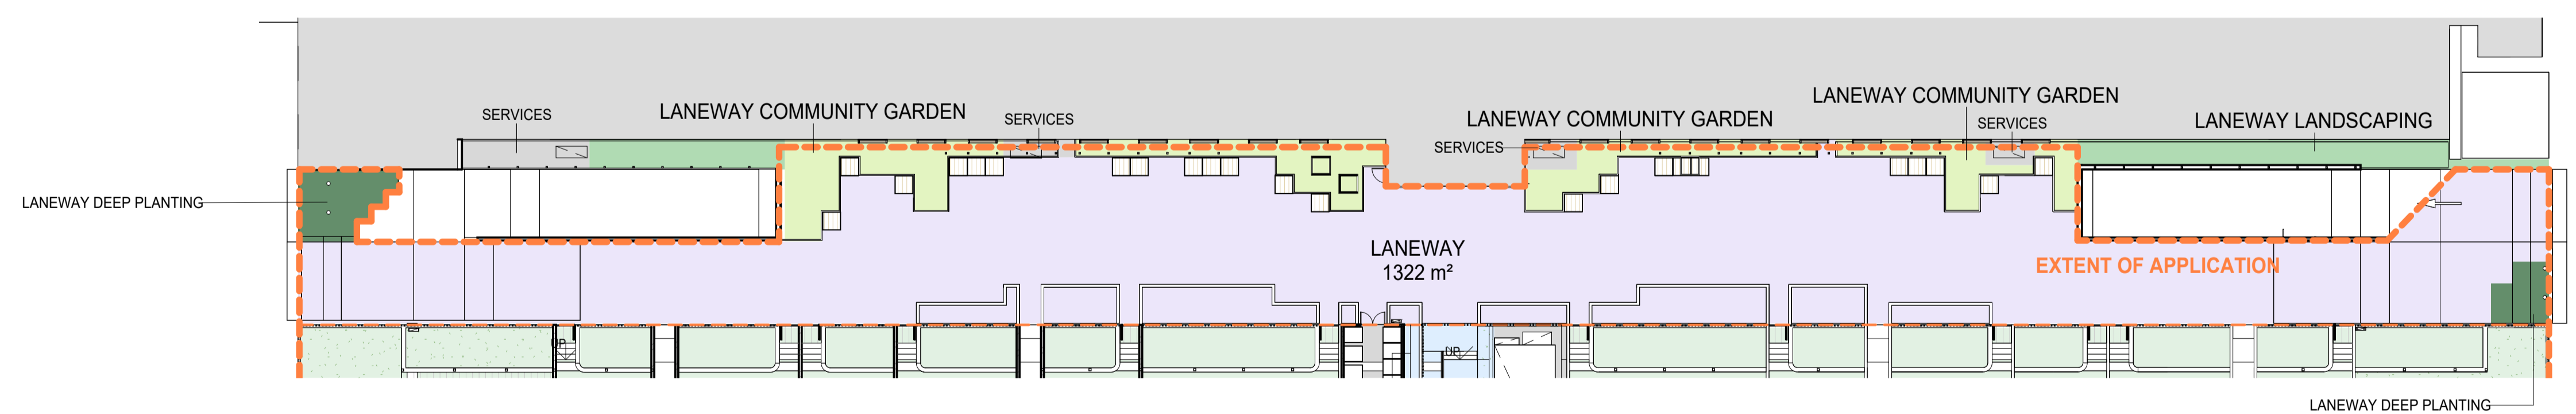 LANEWAY COMMUNITY GARDEN
SERVICES
LANEWAY COMMUNITY GARDEN
SERVICES
LANEWAY COMMUNITY GARDEN
SERVICES
LANEWAY LANDSCAPING
SERVICES
LANEWAY DEEP PLANTING
LANEWAY
1322 m²
EXTENT OF APPLICATION
UP
UP
LANEWAY DEEP PLANTING